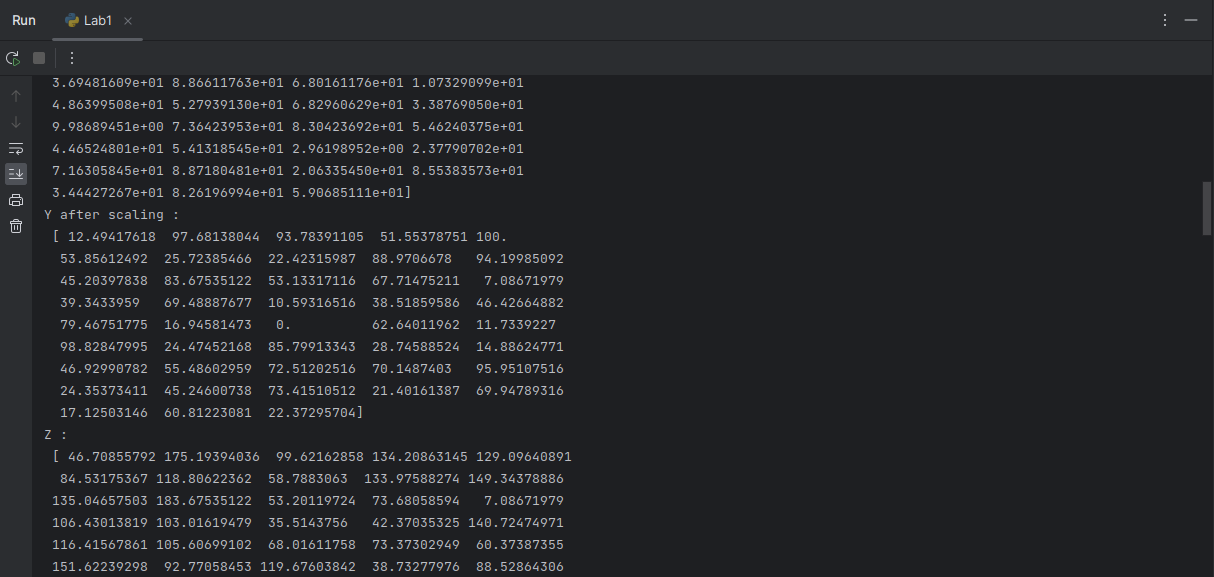 Run Lab1
3.69481609e+01 8.86611763e+01 6.80161176e+01 1.07329099e+01
4.86399508e+01 5.27939130e+01 6.82960629e+01 3.38769050e+01
9.98689451e+00 7.36423953e+01 8.30423692e+01 5.46240375e+01
4.46524801e+01 5.41318545e+01 2.96198952e+00 2.37790702e+01
7.16305845e+01 8.87180481e+01 2.06335450e+01 8.55383573e+01
3.44427267e+01 8.26196994e+01 5.90685111e+01]
Y after scaling :
[ 12.49417618 97.68138044 93.78391105 51.55378751 100.
53.85612492 25.72385466 22.42315987 88.9706678 94.19985092
45.20397838 83.67535122 53.13317116 67.71475211 7.08671979
39.3433959 69.48887677 10.59316516 38.51859586 46.42664882
79.46751775 16.94581473 0. 62.64011962 11.7339227
98.82847995 24.47452168 85.79913343 28.74588524 14.88624771
46.92990782 55.48602959 72.51202516 70.1487403 95.95107516
24.35373411 45.24600738 73.41510512 21.40161387 69.94789316
17.12503146 60.81223081 22.37295704]
Z :
[ 46.70855792 175.19394036 99.62162858 134.20863145 129.09640891
84.53175367 118.80622362 58.7883063 133.97588274 149.34378886
135.04657503 183.67535122 53.20119724 73.68058594 7.08671979
106.43013819 103.01619479 35.5143756 42.37035325 140.72474971
116.41567861 105.60699102 68.01611758 73.37302949 60.37387355
151.62239298 92.77058453 119.67603842 38.73277976 88.52864306